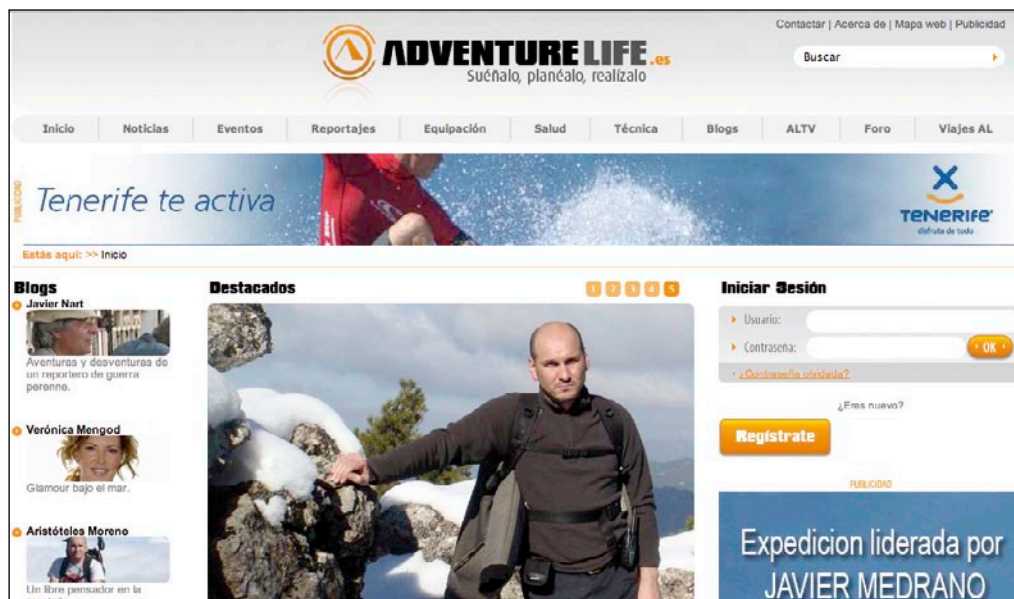 Contactar | Acerca de | Mapa web | Publicidad
ADVENTURE LIFE.es
Suéñalo, planéalo, realízalo
Buscar
Inicio Noticias Eventos Reportajes Equipación Salud Técnica Blogs ALTV Foro Viajes AL
PUBLICIDAD
Tenerife te activa
TENERIFE
disfruta de todo
Estás aquí: >> Inicio
Blogs
Javier Nart
Aventuras y desventuras de
un reportero de guerra
perenne.
Verónica Mengod
Glamour bajo el mar.
Aristóteles Moreno
Un libre pensador en la
Destacados
1 2 3 4 5
Iniciar Sesión
Usuario:
Contraseña:
OK
¿Contraseña olvidada?
¿Eres nuevo?
Regístrate
PUBLICIDAD
Expedicion liderada por
JAVIER MEDRANO